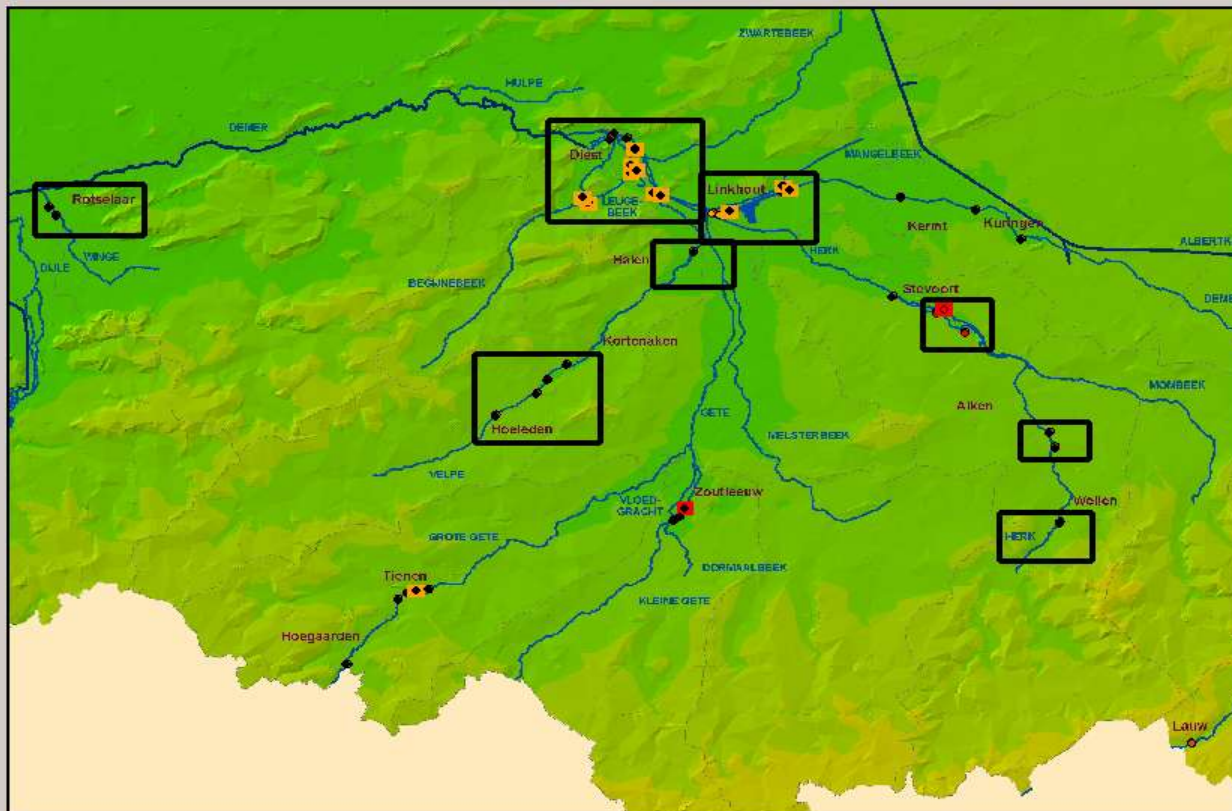 ZWARTEBEEK
HULPE
DEMER
Diest
MANGELBEEK
Linkhout
Rotselaar
LEUGE-
BEEK
Kermt
Kuringen
ALBERTK
Halen
HERK
DIJLE
WINGE
BEGIJNEBEEK
Stevoort
DEME
Kortenaken
MOMBEEK
Alken
GETE
Hoeleden
MELSTERBEEK
VELPE
Zoutleeuw
VLOED-
GRACHT
Wellen
GROTE GETE
HERK
DORMAALBEEK
Tienen
KLEINE GETE
Hoegaarden
Lauw